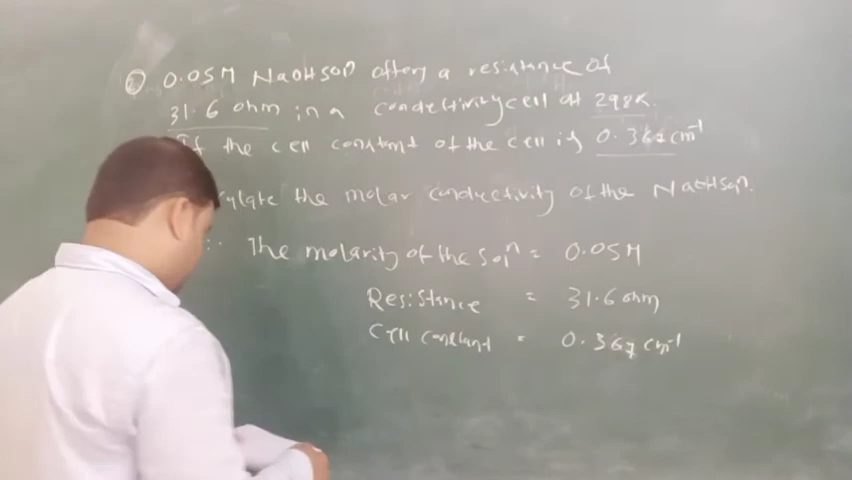 ② 0.05M NaOH Solⁿ offers a resistance of
31.6 ohm in a conductivity cell at 298K.
If the cell constant of the cell is 0.367 cm⁻¹
the molar conductivity of the NaOH Solⁿ.
The molarity of the Solⁿ = 0.05M
Resistance = 31.6 ohm
Cell constant = 0.367 cm⁻¹